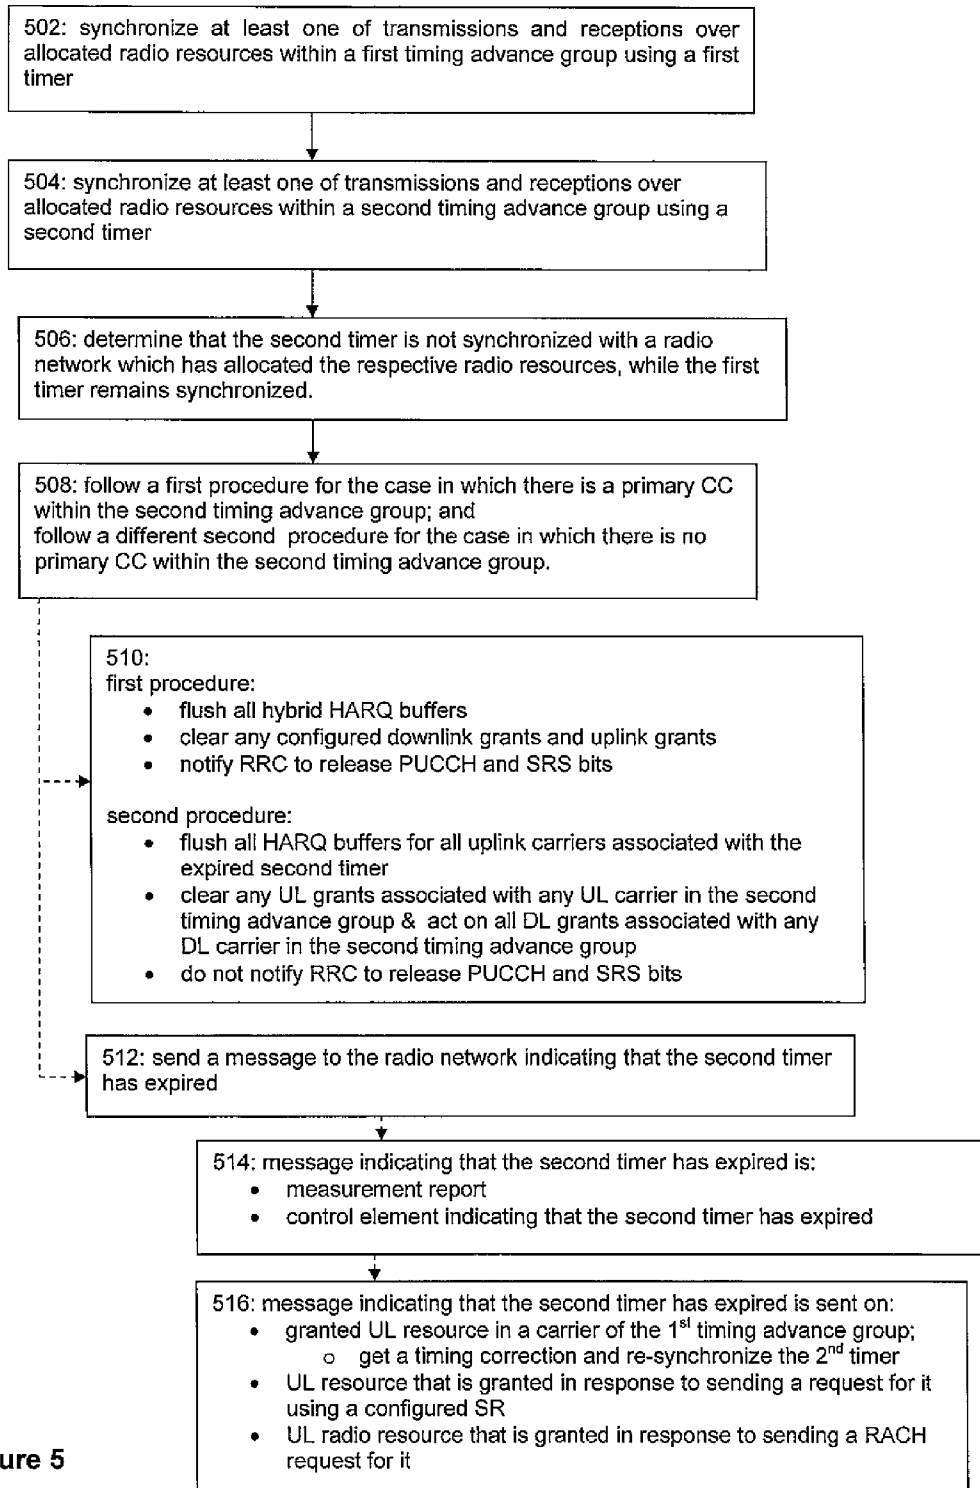 502: synchronize at least one of transmissions and receptions over
allocated radio resources within a first timing advance group using a first
timer
504: synchronize at least one of transmissions and receptions over
allocated radio resources within a second timing advance group using a
second timer
506: determine that the second timer is not synchronized with a radio
network which has allocated the respective radio resources, while the first
timer remains synchronized.
508: follow a first procedure for the case in which there is a primary CC
within the second timing advance group; and
follow a different second procedure for the case in which there is no
primary CC within the second timing advance group.
510:
first procedure:
• flush all hybrid HARQ buffers
• clear any configured downlink grants and uplink grants
• notify RRC to release PUCCH and SRS bits
second procedure:
• flush all HARQ buffers for all uplink carriers associated with the
expired second timer
• clear any UL grants associated with any UL carrier in the second
timing advance group & act on all DL grants associated with any
DL carrier in the second timing advance group
• do not notify RRC to release PUCCH and SRS bits
512: send a message to the radio network indicating that the second timer
has expired
514: message indicating that the second timer has expired is:
• measurement report
• control element indicating that the second timer has expired
516: message indicating that the second timer has expired is sent on:
• granted UL resource in a carrier of the 1st timing advance group;
o get a timing correction and re-synchronize the 2nd timer
• UL resource that is granted in response to sending a request for it
using a configured SR
• UL radio resource that is granted in response to sending a RACH
request for it
ure 5